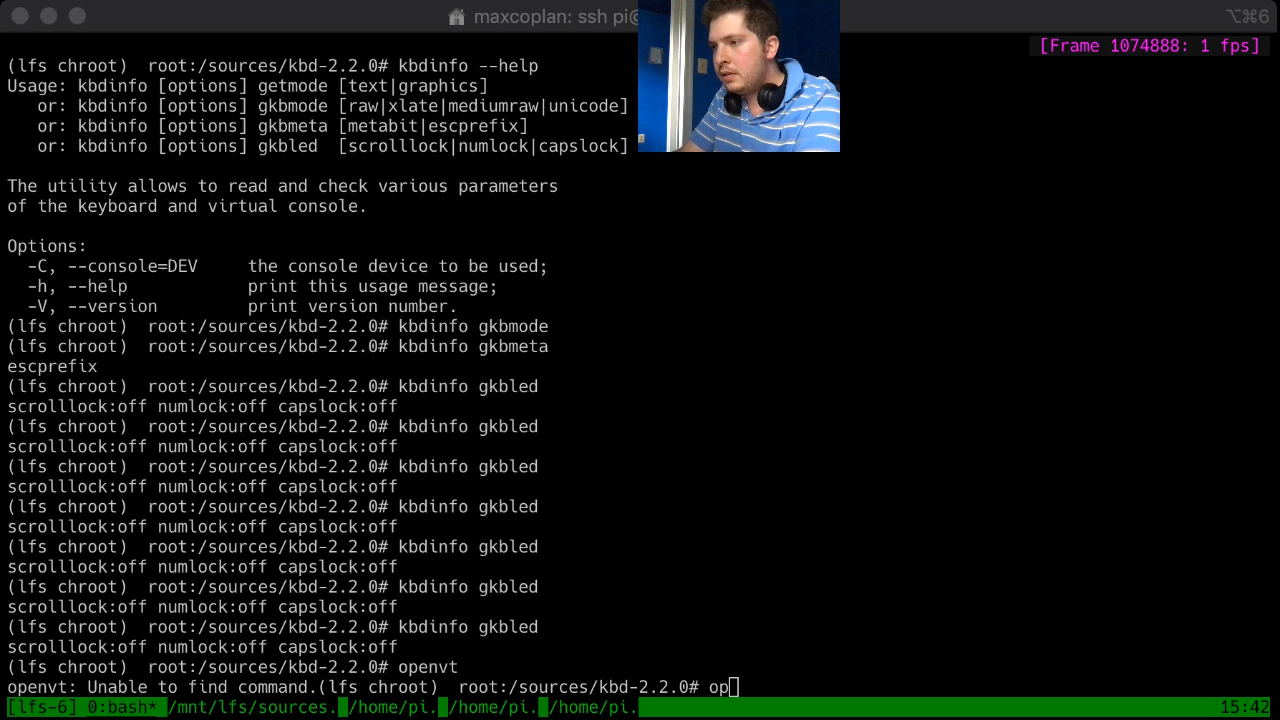 maxcoplan: ssh pi@
⌥⌘6
[Frame 1074888: 1 fps]
(lfs chroot)  root:/sources/kbd-2.2.0# kbdinfo --help
Usage: kbdinfo [options] getmode [text|graphics]
   or: kbdinfo [options] gkbmode [raw|xlate|mediumraw|unicode]
   or: kbdinfo [options] gkbmeta [metabit|escprefix]
   or: kbdinfo [options] gkbled  [scrolllock|numlock|capslock]
The utility allows to read and check various parameters
of the keyboard and virtual console.
Options:
  -C, --console=DEV     the console device to be used;
  -h, --help            print this usage message;
  -V, --version         print version number.
(lfs chroot)  root:/sources/kbd-2.2.0# kbdinfo gkbmode
(lfs chroot)  root:/sources/kbd-2.2.0# kbdinfo gkbmeta
escprefix
(lfs chroot)  root:/sources/kbd-2.2.0# kbdinfo gkbled
scrolllock:off numlock:off capslock:off
(lfs chroot)  root:/sources/kbd-2.2.0# kbdinfo gkbled
scrolllock:off numlock:off capslock:off
(lfs chroot)  root:/sources/kbd-2.2.0# kbdinfo gkbled
scrolllock:off numlock:off capslock:off
(lfs chroot)  root:/sources/kbd-2.2.0# kbdinfo gkbled
scrolllock:off numlock:off capslock:off
(lfs chroot)  root:/sources/kbd-2.2.0# kbdinfo gkbled
scrolllock:off numlock:off capslock:off
(lfs chroot)  root:/sources/kbd-2.2.0# kbdinfo gkbled
scrolllock:off numlock:off capslock:off
(lfs chroot)  root:/sources/kbd-2.2.0# kbdinfo gkbled
scrolllock:off numlock:off capslock:off
(lfs chroot)  root:/sources/kbd-2.2.0# openvt
openvt: Unable to find command.(lfs chroot)  root:/sources/kbd-2.2.0# op
[lfs-6] 0:bash* /mnt/lfs/sources. /home/pi. /home/pi. /home/pi. 15:42